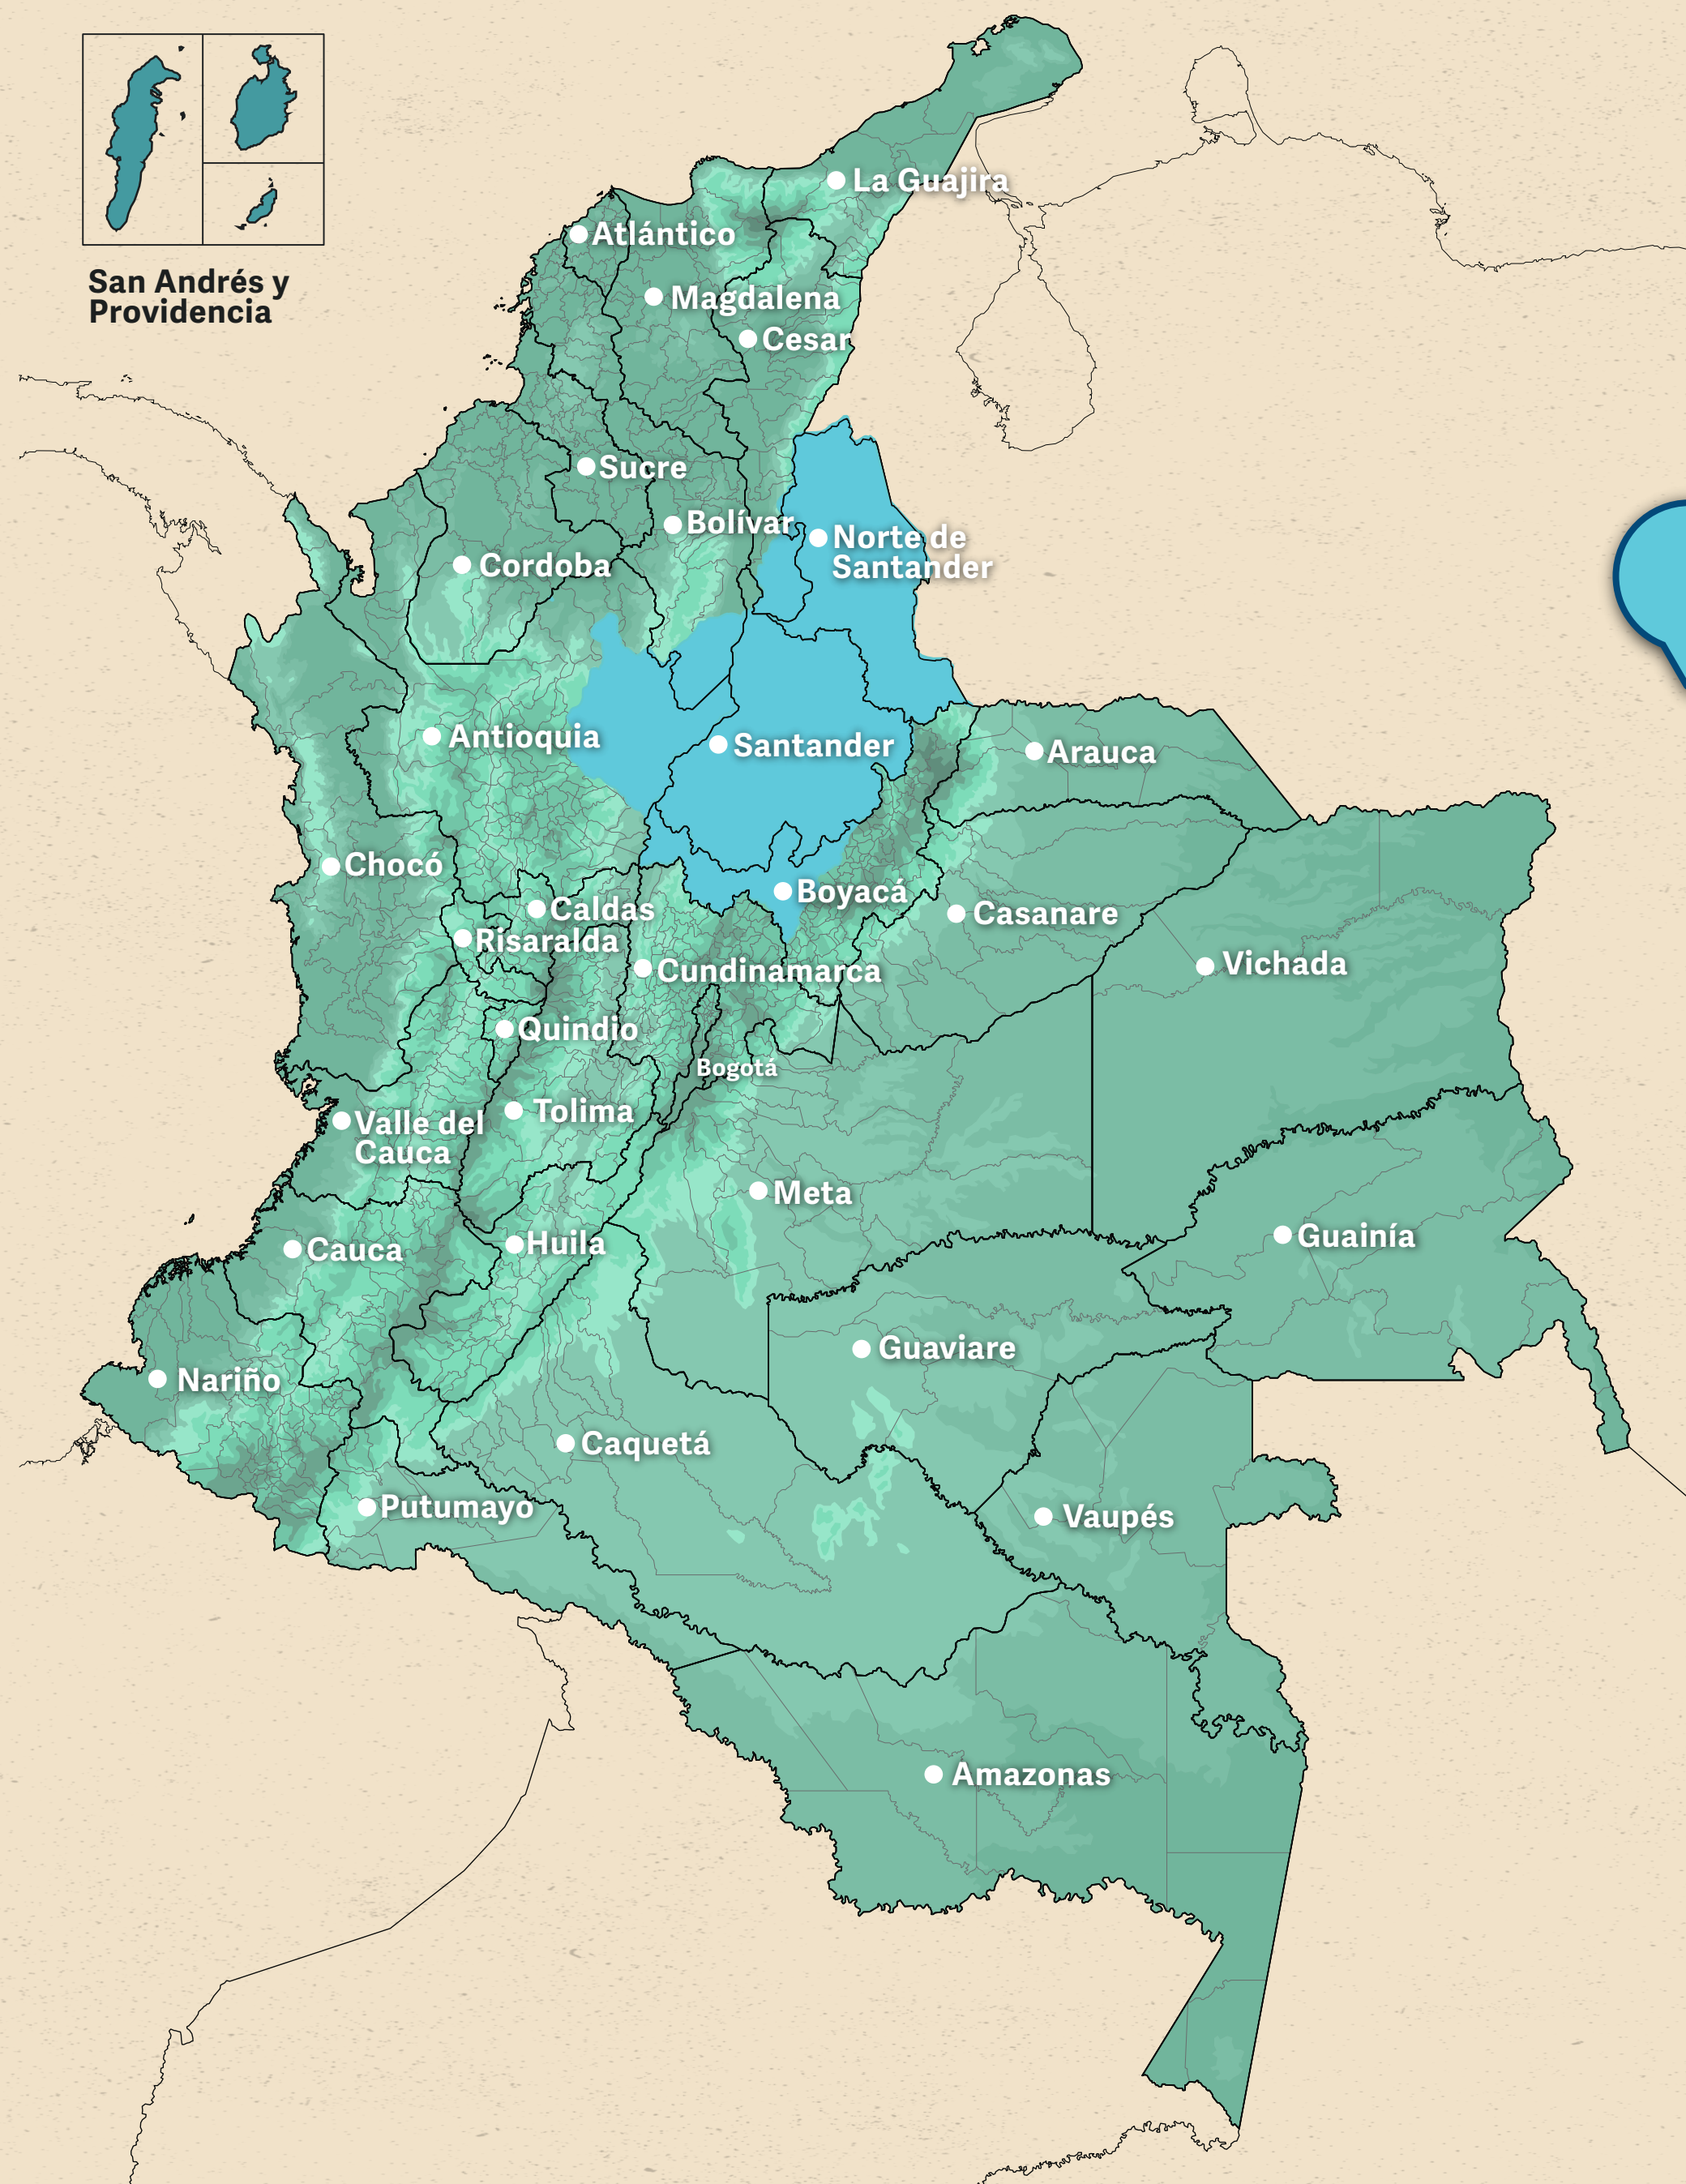 San Andrés y
Providencia
La Guajira
Atlántico
Magdalena
Cesar
Sucre
Bolívar
Norte de
Santander
Cordoba
Antioquia
Santander
Arauca
Chocó
Boyacá
Caldas
Casanare
Risaralda
Vichada
Cundinamarca
Quindio
Bogotá
Tolima
Valle del
Cauca
Meta
Guainía
Huila
Cauca
Guaviare
Nariño
Caquetá
Putumayo
Vaupés
Amazonas